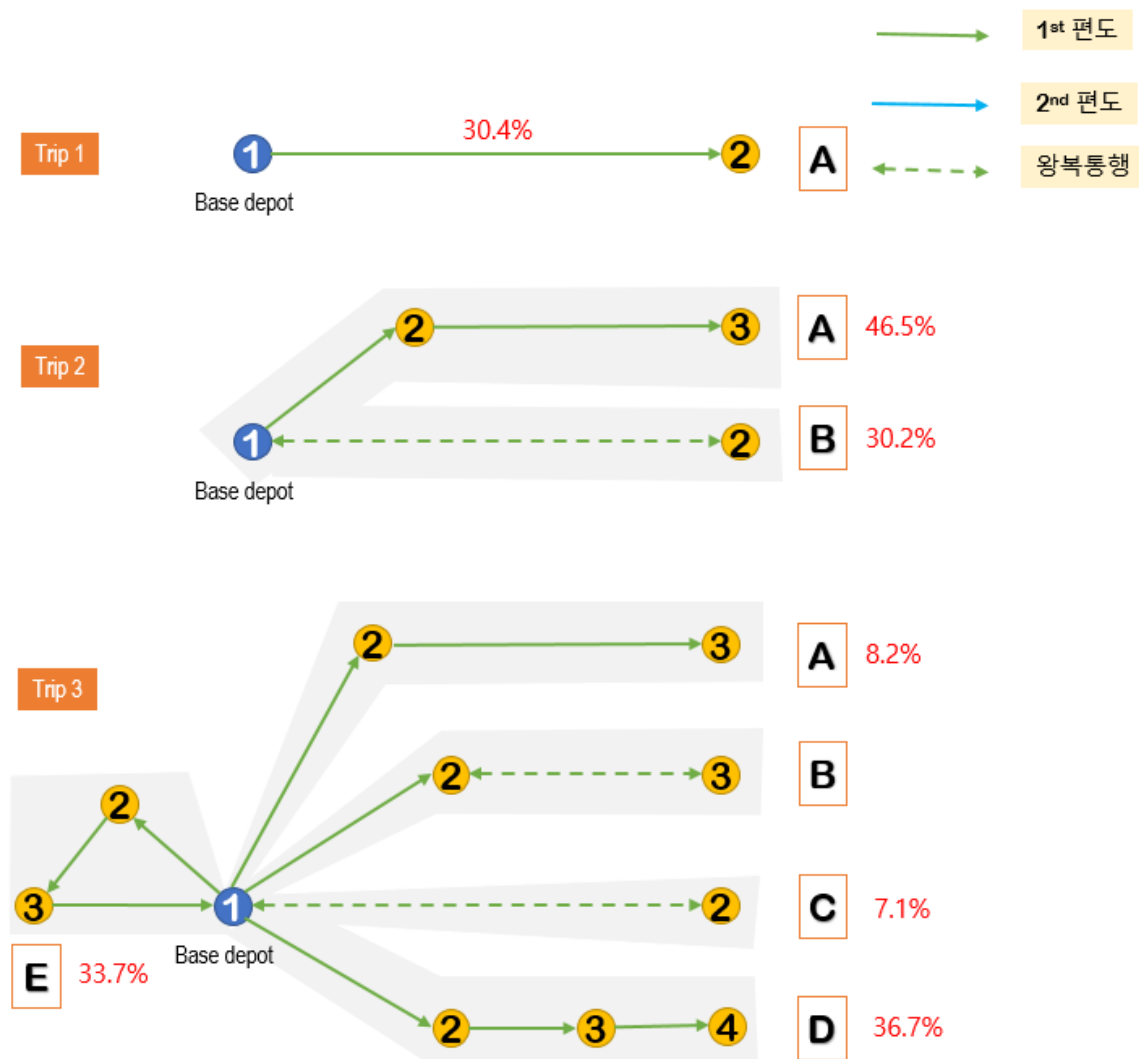 1st 편도
2nd 편도
왕복통행
Trip 1
1
30.4%
2
A
Base depot
Trip 2
2
3
A
46.5%
1
2
B
30.2%
Base depot
Trip 3
2
3
A
8.2%
2
3
B
2
3
1
2
C
7.1%
Base depot
E
33.7%
2
3
4
D
36.7%